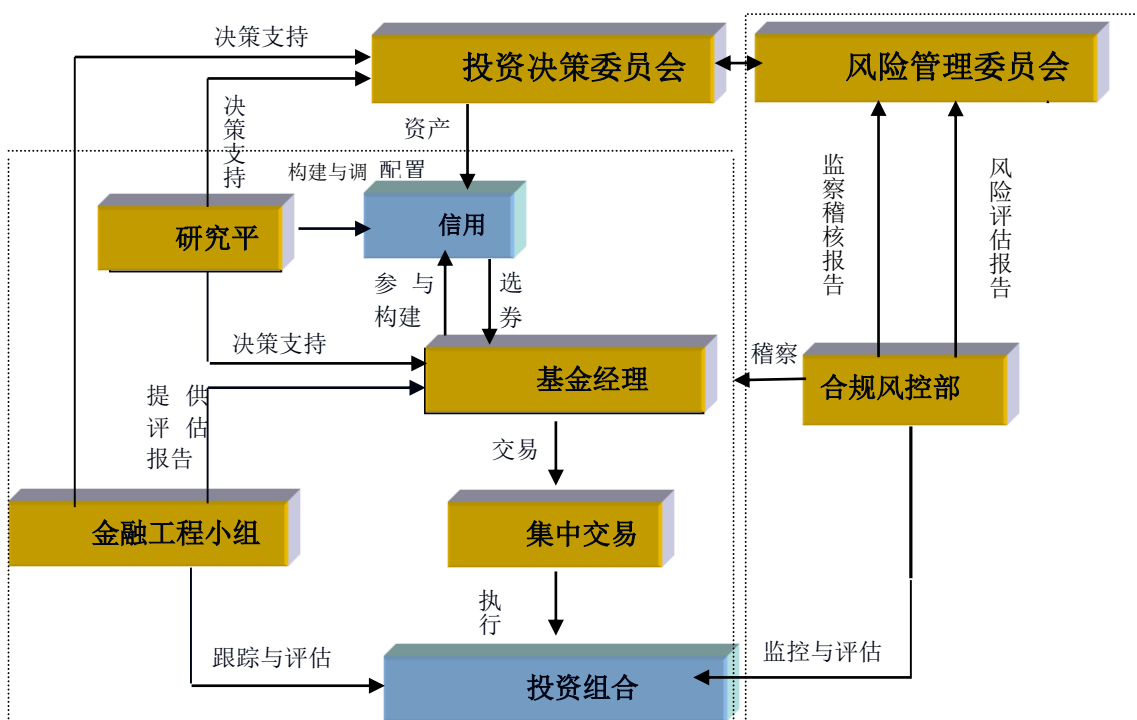 决策支持
投资决策委员会
风险管理委员会
决策支持
资产
配置
构建与调
研究平
信用
监察稽核报告
风险评估报告
参 与
构建
选
券
决策支持
基金经理
稽察
合规风控部
提 供
评 估
报告
交易
金融工程小组
集中交易
执
行
跟踪与评估
投资组合
监控与评估